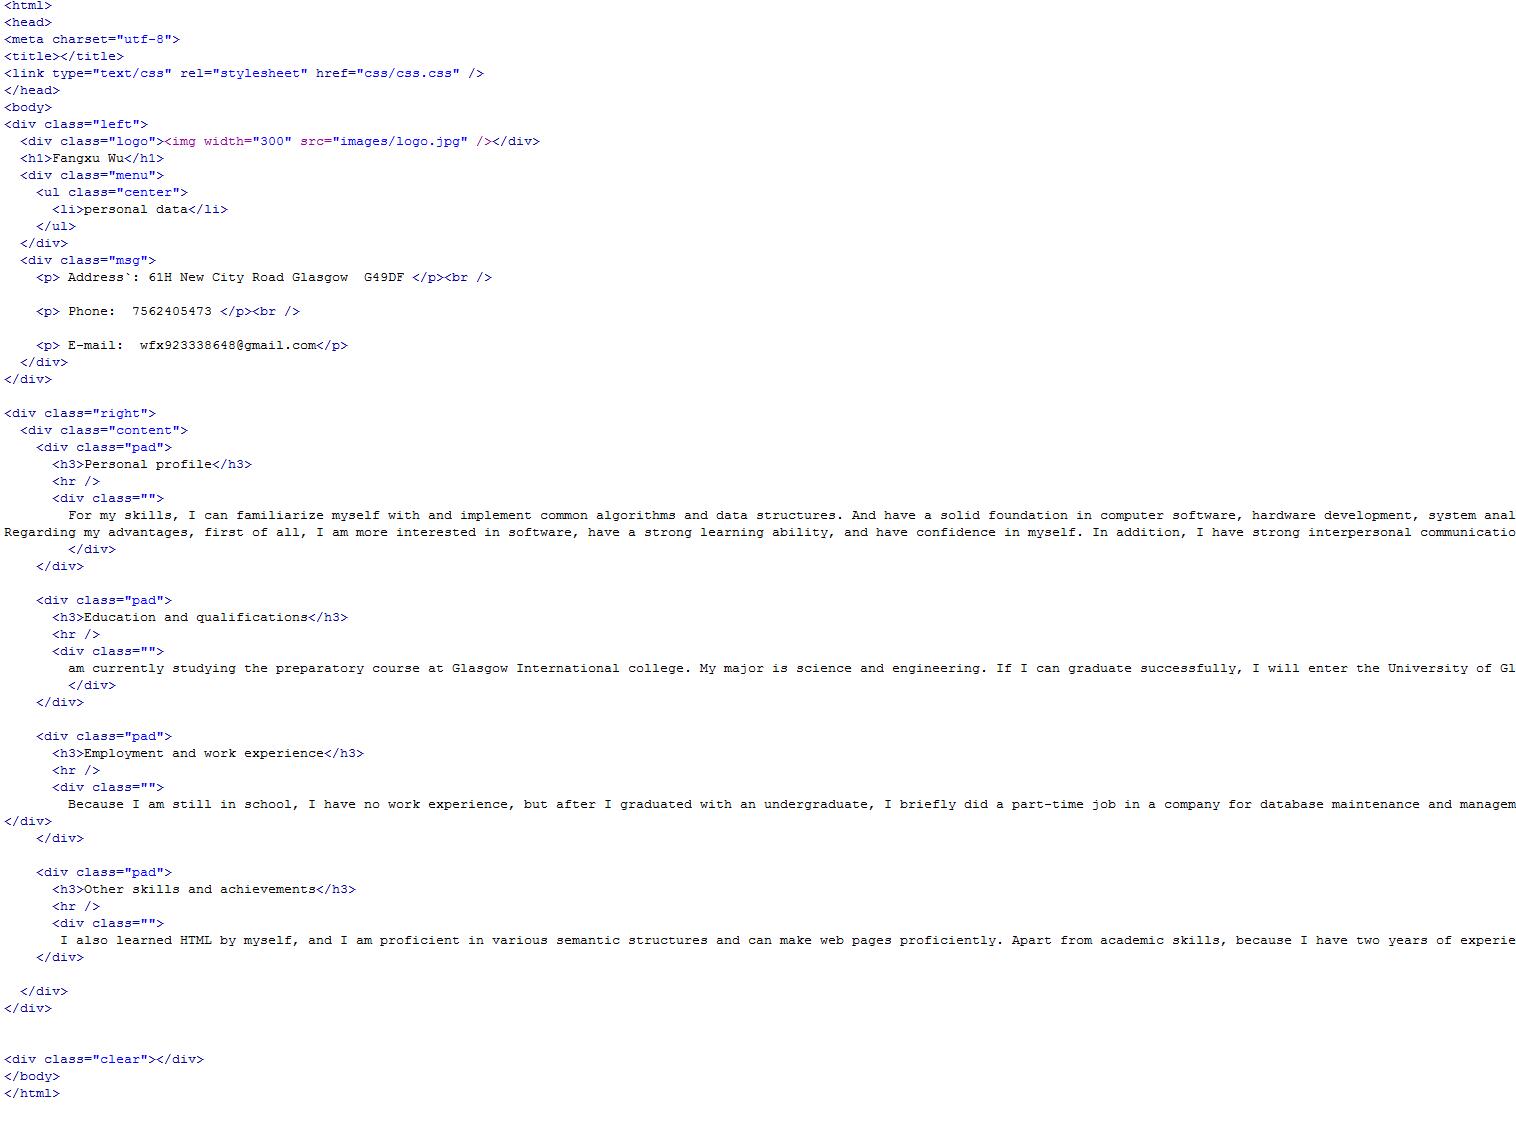 <html>
<head>
<meta charset="utf-8">
<title></title>
<link type="text/css" rel="stylesheet" href="css/css.css" />
</head>
<body>
<div class="left">
  <div class="logo"><img width="300" src="images/logo.jpg" /></div>
  <h1>Fangxu Wu</h1>
  <div class="menu">
    <ul class="center">
      <li>personal data</li>
    </ul>
  </div>
  <div class="msg">
    <p> Address`: 61H New City Road Glasgow  G49DF </p><br />
    <p> Phone:  7562405473 </p><br />
    <p> E-mail:  wfx923338648@gmail.com</p>
  </div>
</div>
<div class="right">
  <div class="content">
    <div class="pad">
      <h3>Personal profile</h3>
      <hr />
      <div class="">
        For my skills, I can familiarize myself with and implement common algorithms and data structures. And have a solid foundation in computer software, hardware development, system anal
Regarding my advantages, first of all, I am more interested in software, have a strong learning ability, and have confidence in myself. In addition, I have strong interpersonal communicatio
        </div>
    </div>
    <div class="pad">
      <h3>Education and qualifications</h3>
      <hr />
      <div class="">
        am currently studying the preparatory course at Glasgow International college. My major is science and engineering. If I can graduate successfully, I will enter the University of Gl
        </div>
    </div>
    <div class="pad">
      <h3>Employment and work experience</h3>
      <hr />
      <div class="">
        Because I am still in school, I have no work experience, but after I graduated with an undergraduate, I briefly did a part-time job in a company for database maintenance and managem
</div>
    </div>
    <div class="pad">
      <h3>Other skills and achievements</h3>
      <hr />
      <div class="">
       I also learned HTML by myself, and I am proficient in various semantic structures and can make web pages proficiently. Apart from academic skills, because I have two years of experie
    </div>
  </div>
</div>
<div class="clear"></div>
</body>
</html>